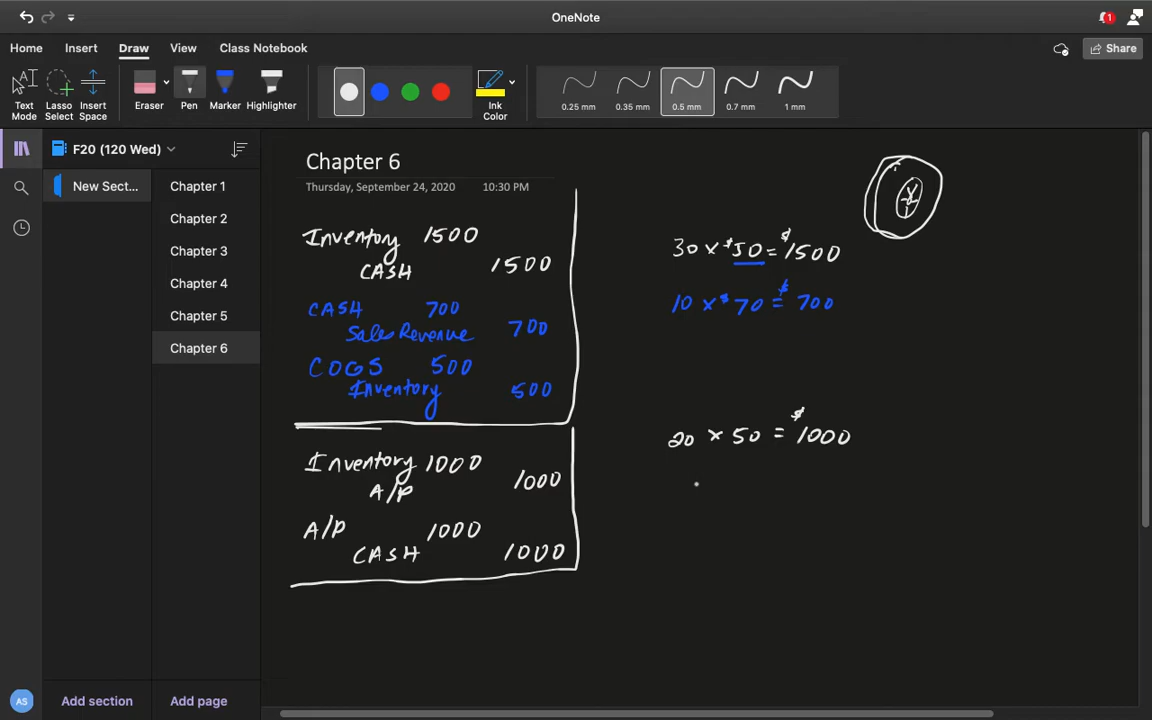 OneNote
1
Home Insert Draw View Class Notebook
Share
Text Mode
Lasso Select
Insert Space
Eraser
Pen
Marker
Highlighter
Ink Color
0.25 mm
0.35 mm
0.5 mm
0.7 mm
1 mm
F20 (120 Wed)
New Sect...
Chapter 1
Chapter 2
Chapter 3
Chapter 4
Chapter 5
Chapter 6
Chapter 6
Thursday, September 24, 2020 10:30 PM
Inventory 1500
CASH 1500
CASH 700
Sales Revenue 700
COGS 500
Inventory 500
Inventory 1000
A/P 1000
A/P 1000
CASH 1000
30 × $50 = $1500
10 × $70 = $700
20 × 50 = $1000
AS
Add section
Add page